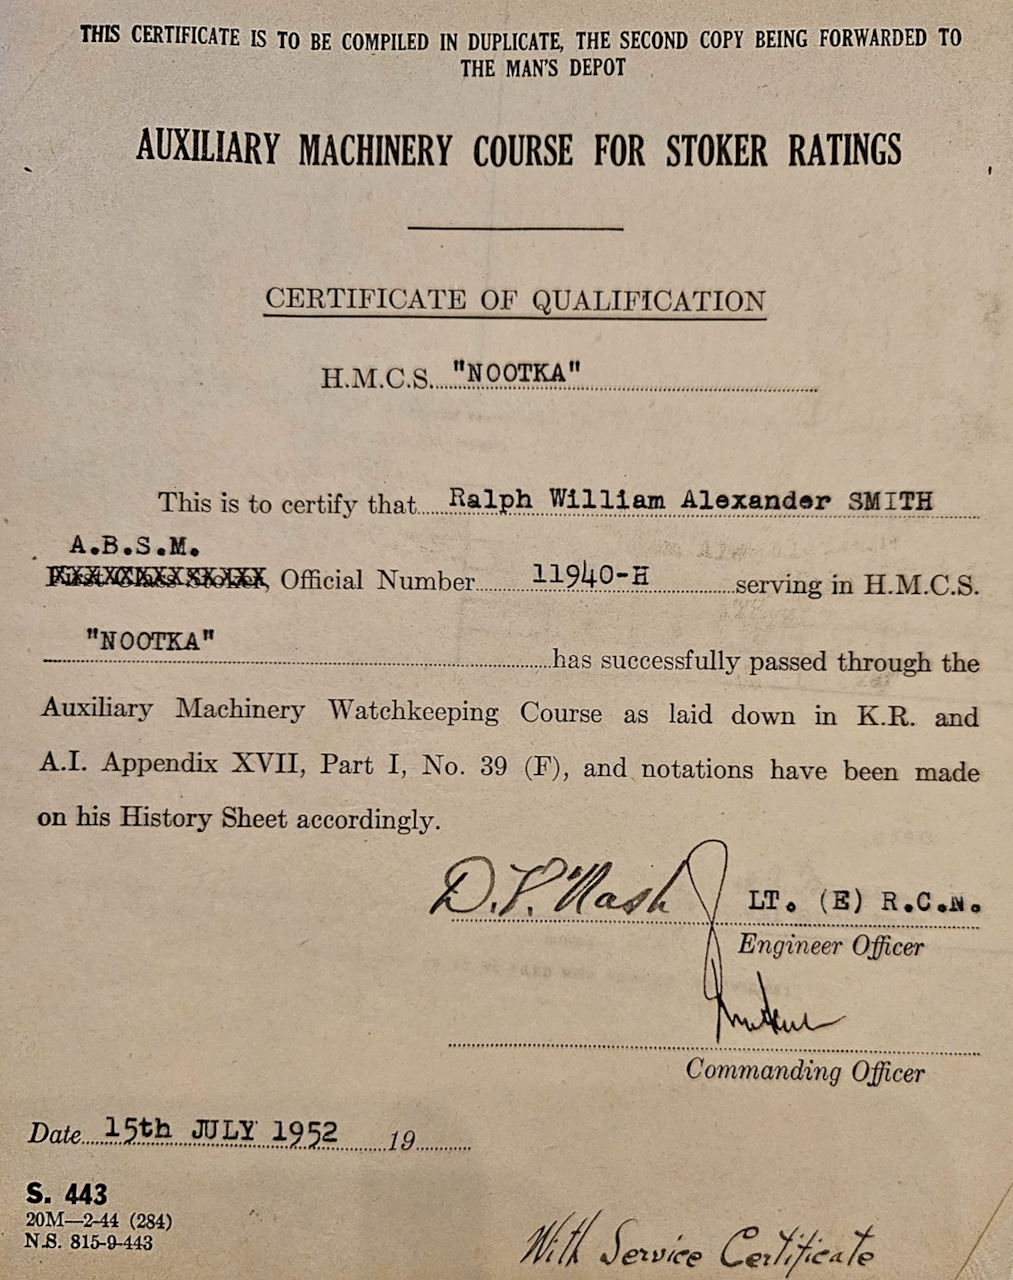 THIS CERTIFICATE IS TO BE COMPILED IN DUPLICATE, THE SECOND COPY BEING FORWARDED TO
THE MAN'S DEPOT
AUXILIARY MACHINERY COURSE FOR STOKER RATINGS
CERTIFICATE OF QUALIFICATION
H.M.C.S. "NOOTKA"
This is to certify that Ralph William Alexander SMITH
A.B.S.M.
First Class Stoker, Official Number 11940-H serving in H.M.C.S.
"NOOTKA" has successfully passed through the
Auxiliary Machinery Watchkeeping Course as laid down in K.R. and
A.I. Appendix XVII, Part I, No. 39 (F), and notations have been made
on his History Sheet accordingly.
D.P. Nash LT. (E) R.C.N.
Engineer Officer
Commanding Officer
Date 15th JULY 1952 19
S. 443
20M—2-44 (284)
N.S. 815-9-443
With Service Certificate